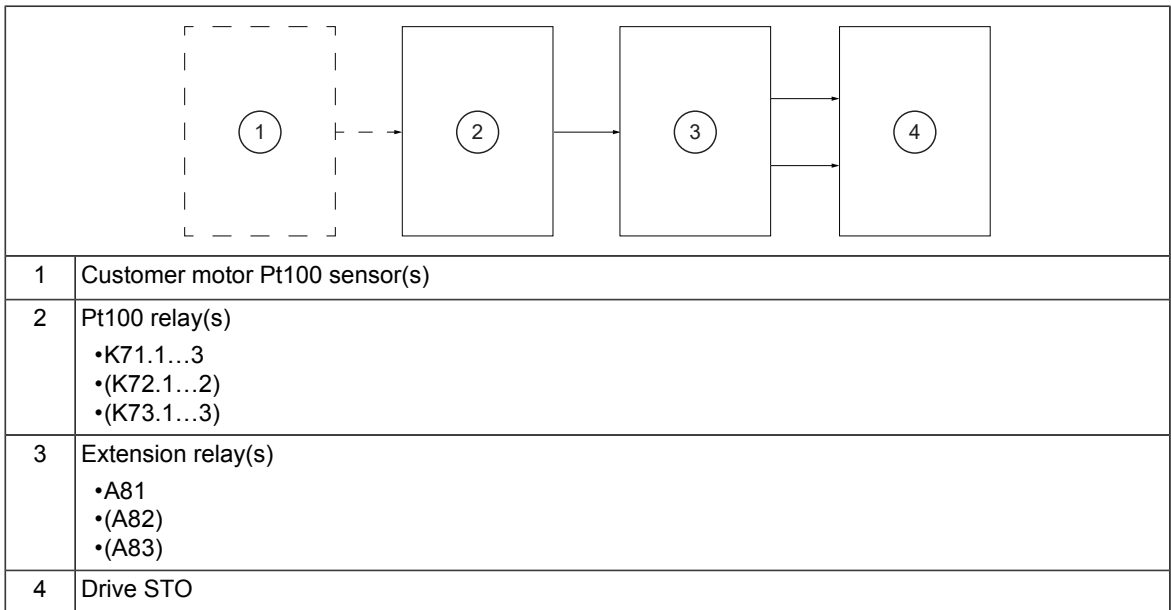 1
2
3
4
1 Customer motor Pt100 sensor(s)
2 Pt100 relay(s)
•K71.1…3
•(K72.1…2)
•(K73.1…3)
3 Extension relay(s)
•A81
•(A82)
•(A83)
4 Drive STO